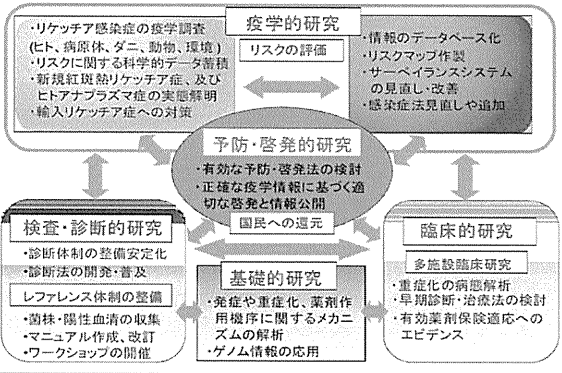 疫学的研究
リスクの評価
・リケッチア感染症の疫学調査
(ヒト、病原体、ダニ、動物、環境)
・リスクに関する科学的データ蓄積
・新規紅斑熱リケッチア症、及び
ヒトアナプラズマ症の実態解明
・輸入リケッチア症への対策
・情報のデータベース化
・リスクマップ作製
・サーベイランスシステム
の見直し・改善
・感染症法見直しや追加
予防・啓発的研究
・有効な予防・啓発法の検討
・正確な疫学情報に基づく適
切な啓発と情報公開
国民への還元
検査・診断的研究
・診断体制の整備安定化
・診断法の開発・普及
レファレンス体制の整備
・菌株・陽性血清の収集
・マニュアル作成、改訂
・ワークショップの開催
基礎的研究
・発症や重症化、薬剤作
用機序に関するメカニ
ズムの解析
・ゲノム情報の応用
臨床的研究
多施設臨床研究
・重症化の病態解析
・早期診断・治療法の検討
・有効薬剤保険適応への
エビデンス